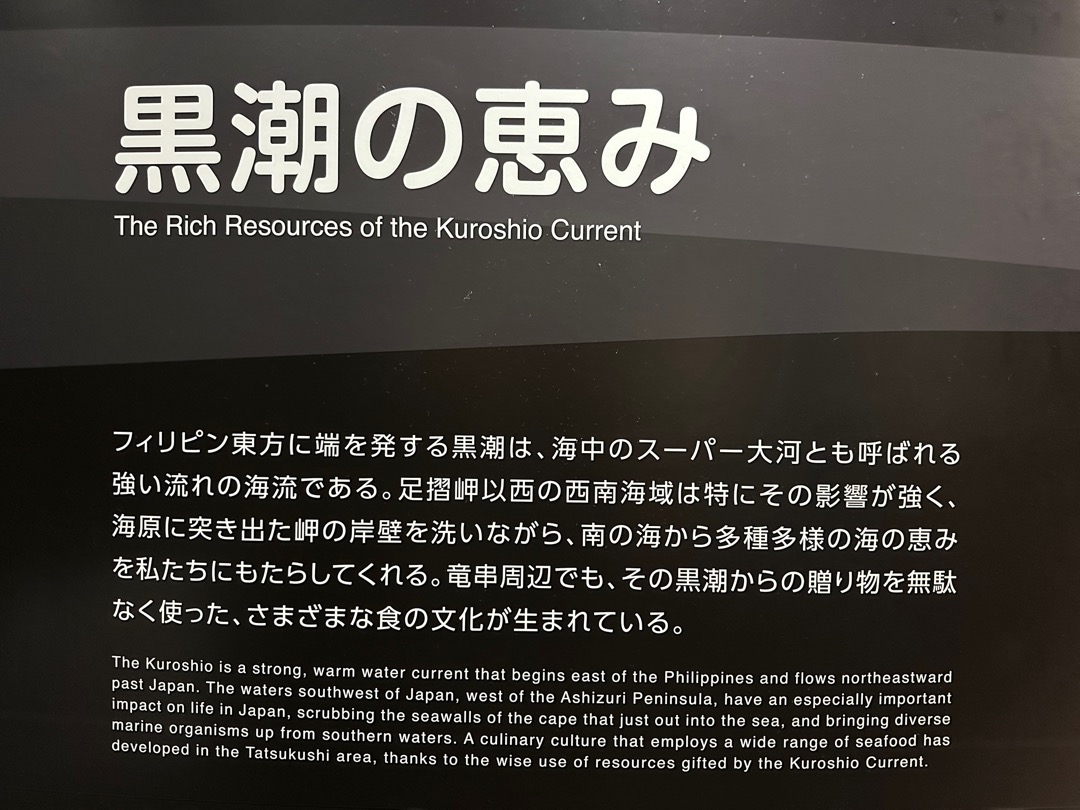 黒潮の恵み
The Rich Resources of the Kuroshio Current
フィリピン東方に端を発する黒潮は、海中のスーパー大河とも呼ばれる
強い流れの海流である。足摺岬以西の西南海域は特にその影響が強く、
海原に突き出た岬の岸壁を洗いながら、南の海から多種多様の海の恵み
を私たちにもたらしてくれる。竜串周辺でも、その黒潮からの贈り物を無駄
なく使った、さまざまな食の文化が生まれている。
The Kuroshio is a strong, warm water current that begins east of the Philippines and flows northeastward
past Japan. The waters southwest of Japan, west of the Ashizuri Peninsula, have an especially important
impact on life in Japan, scrubbing the seawalls of the cape that just out into the sea, and bringing diverse
marine organisms up from southern waters. A culinary culture that employs a wide range of seafood has
developed in the Tatsukushi area, thanks to the wise use of resources gifted by the Kuroshio Current.